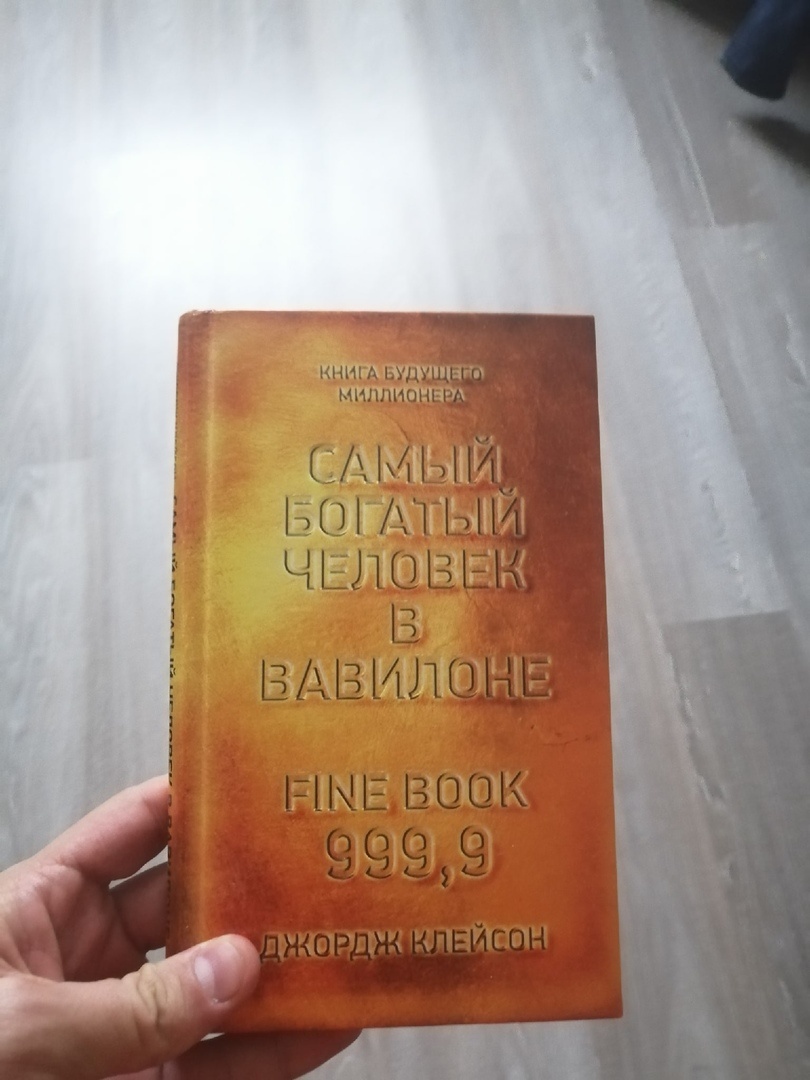 КНИГА БУДУЩЕГО
МИЛЛИОНЕРА
САМЫЙ
БОГАТЫЙ
ЧЕЛОВЕК
В
ВАВИЛОНЕ
FINE BOOK
999,9
ДЖОРДЖ КЛЕЙСОН